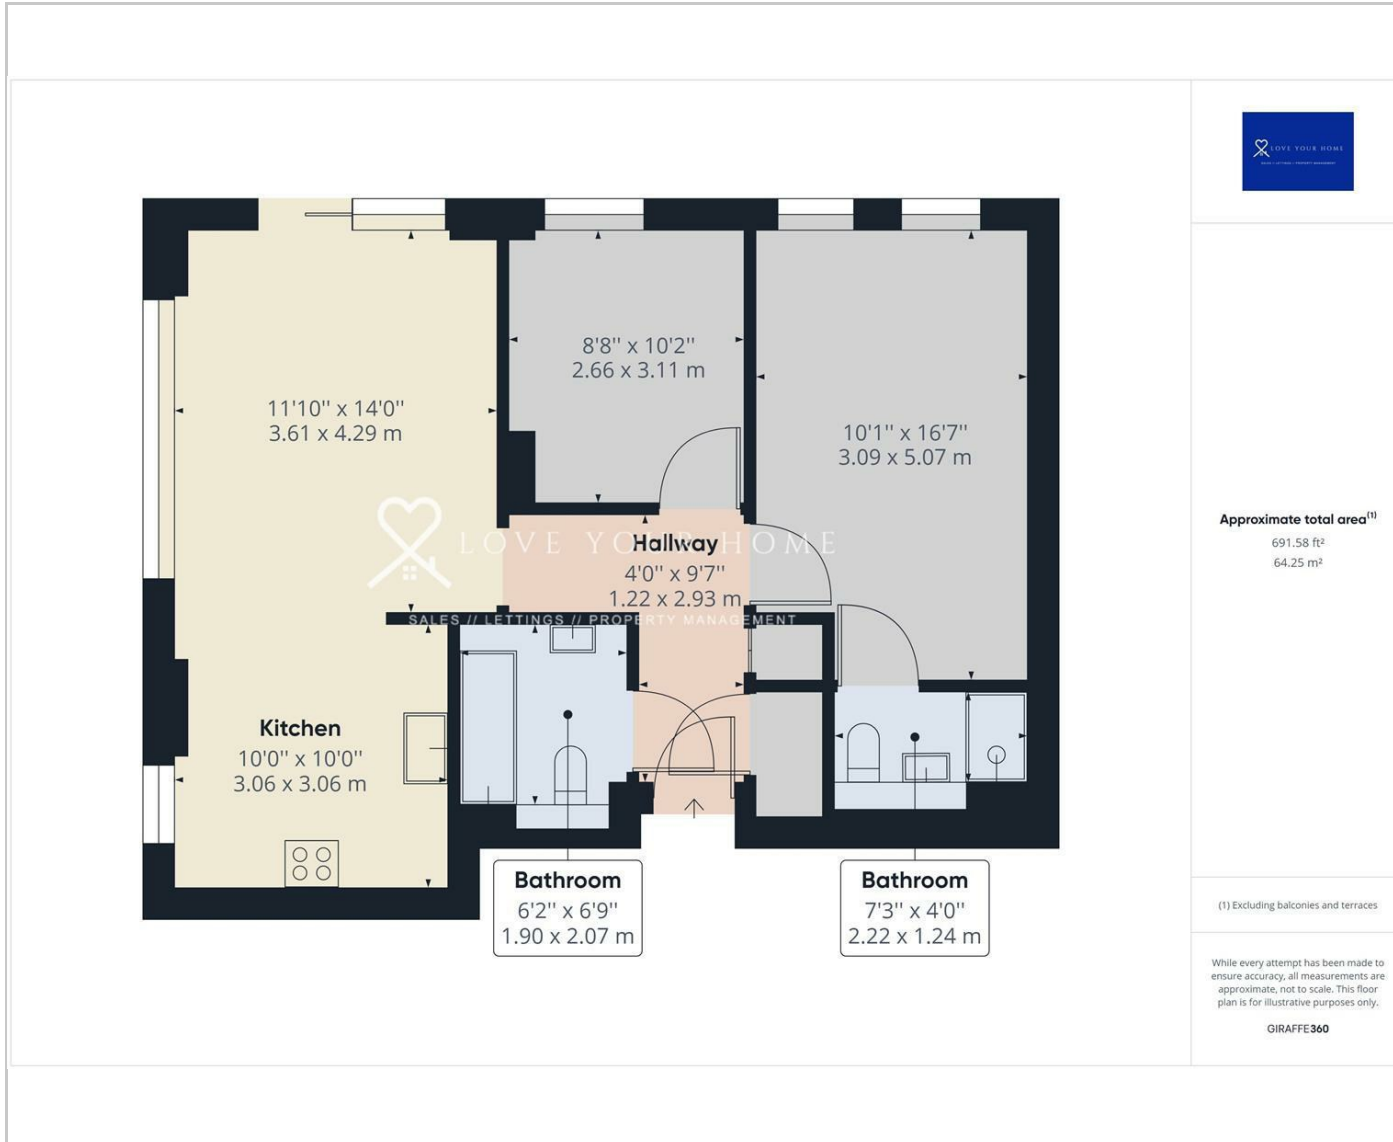 LOVE YOUR HOME
SALES // LETTINGS // PROPERTY MANAGEMENT
8'8'' x 10'2''
2.66 x 3.11 m
11'10'' x 14'0''
3.61 x 4.29 m
10'1'' x 16'7''
3.09 x 5.07 m
LOVE YOUR HOME
Hallway
4'0'' x 9'7''
1.22 x 2.93 m
SALES // LETTINGS // PROPERTY MANAGEMENT
Kitchen
10'0'' x 10'0''
3.06 x 3.06 m
Bathroom
6'2'' x 6'9''
1.90 x 2.07 m
Bathroom
7'3'' x 4'0''
2.22 x 1.24 m
Approximate total area(1)
691.58 ft²
64.25 m²
(1) Excluding balconies and terraces
While every attempt has been made to
ensure accuracy, all measurements are
approximate, not to scale. This floor
plan is for illustrative purposes only.
GIRAFFE360